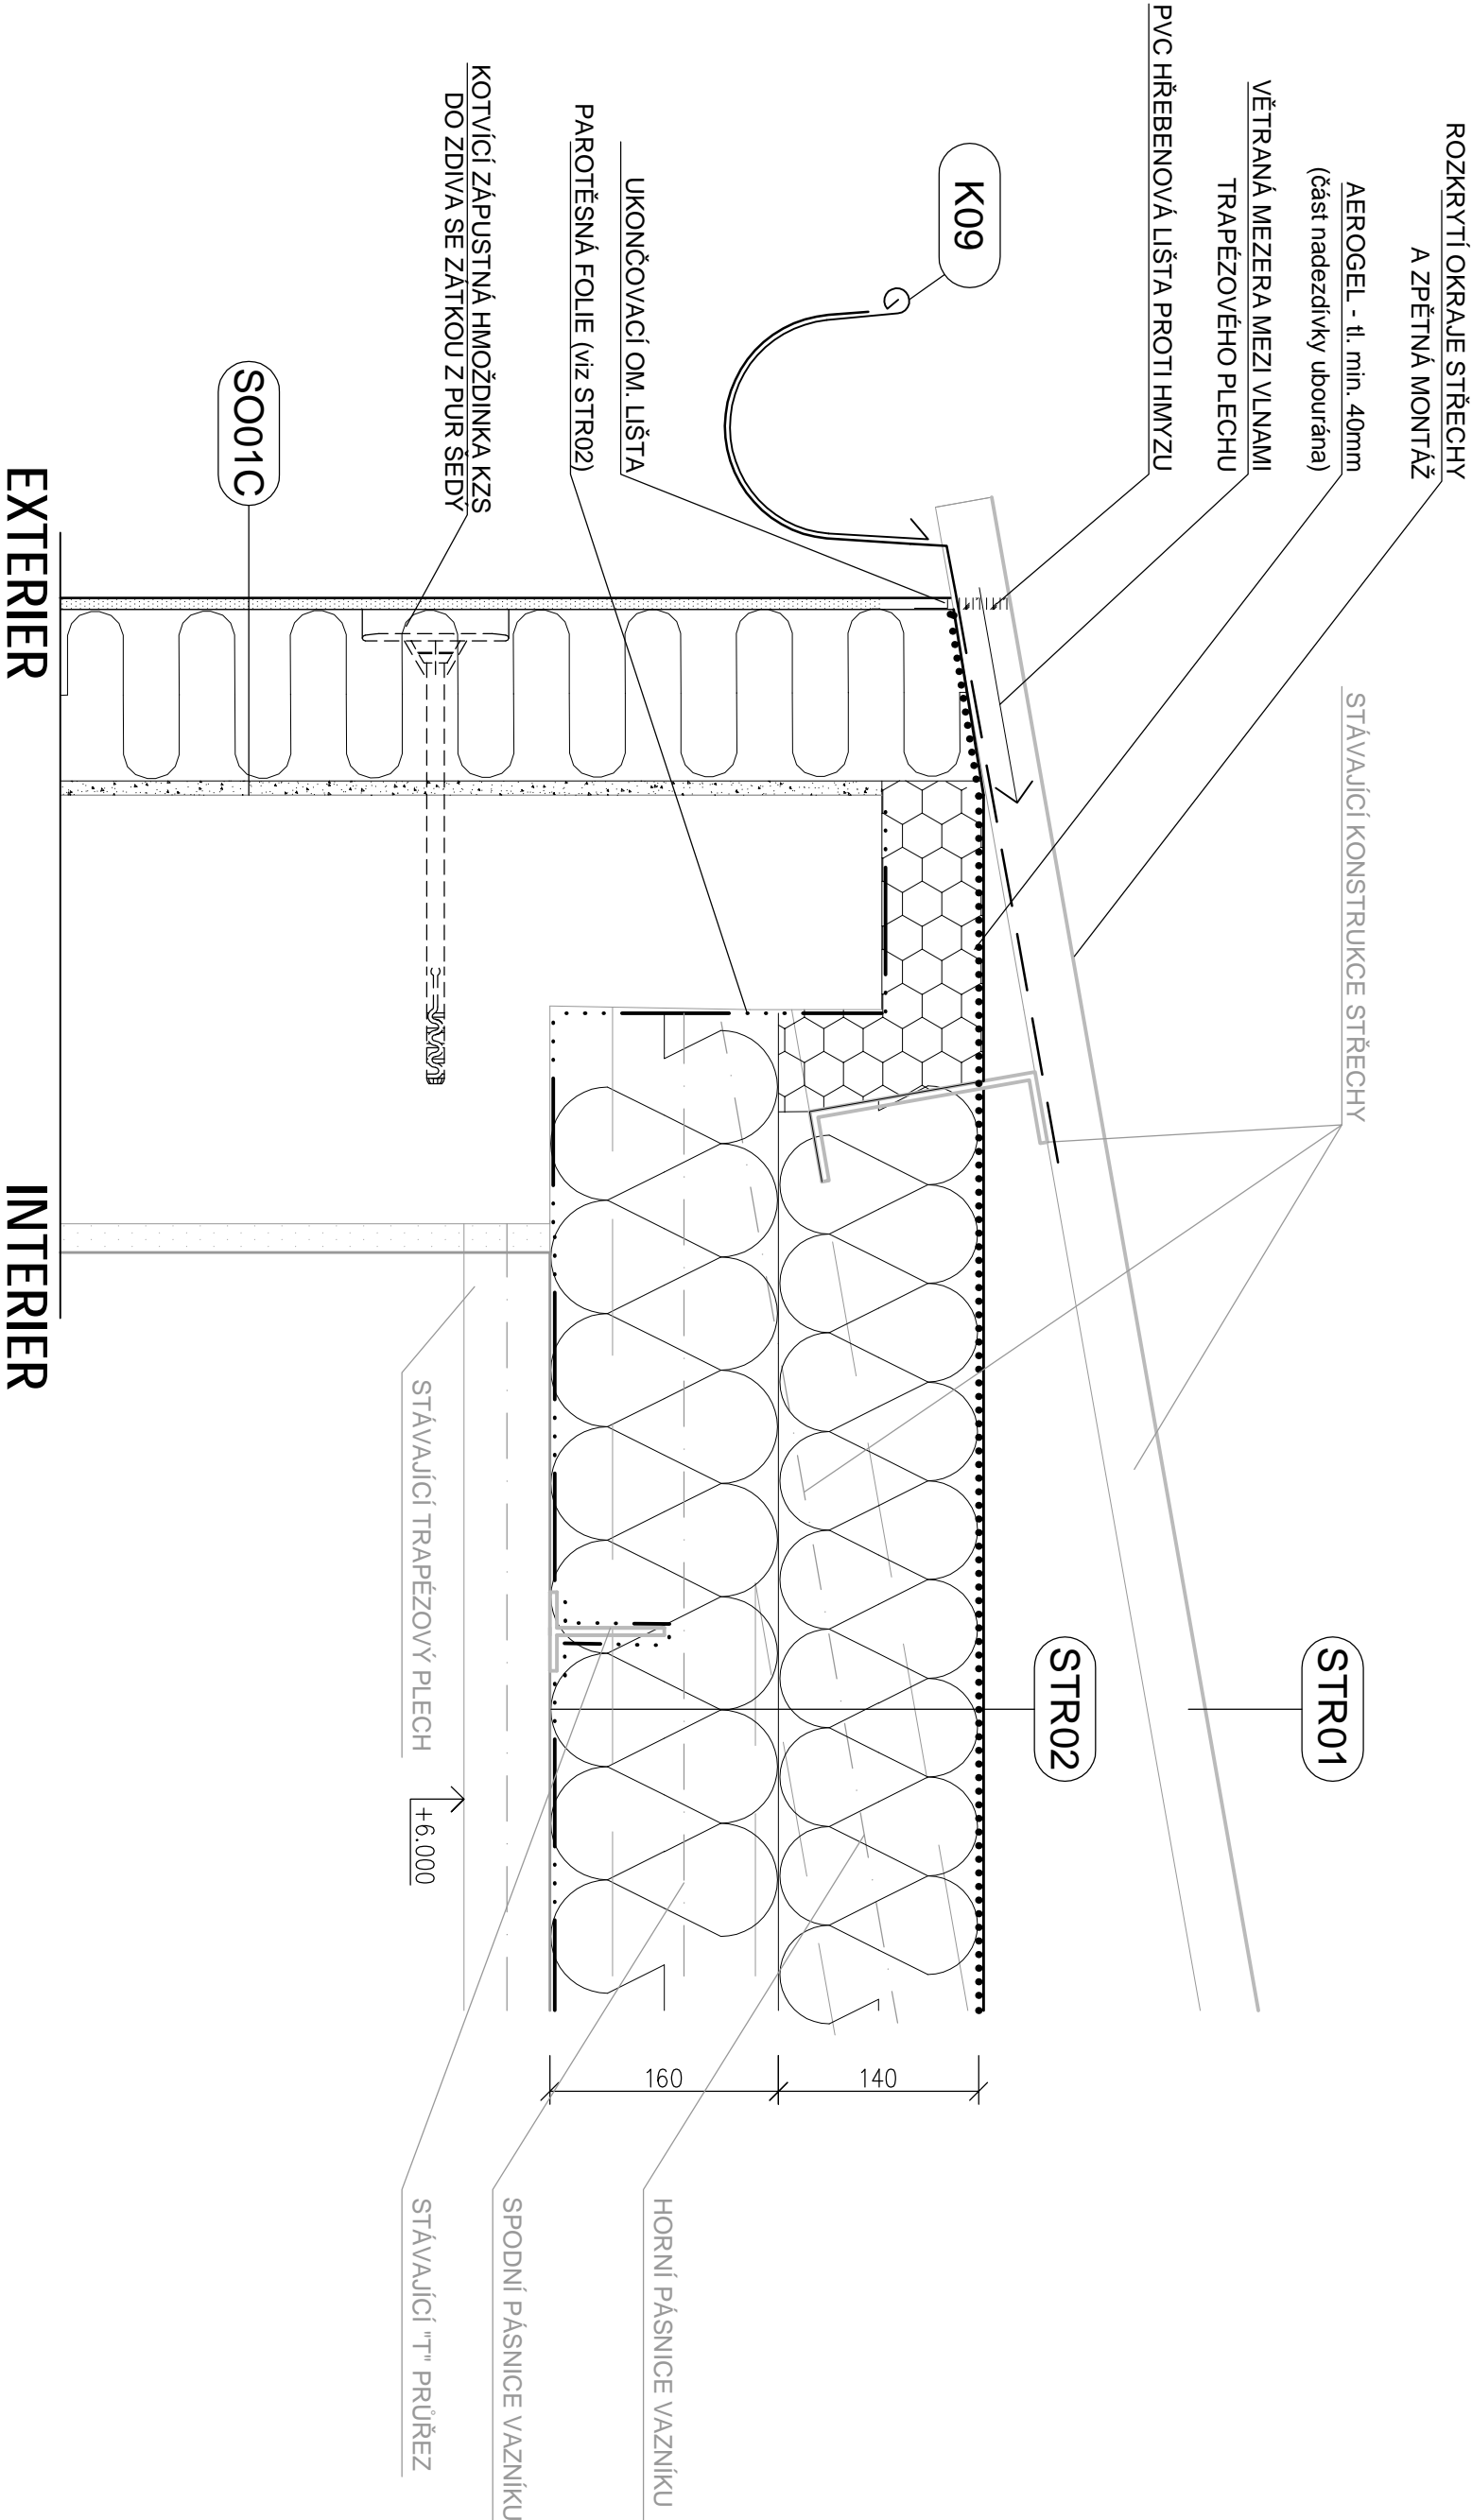 ROZKRYTÍ OKRAJE STŘECHY
A ZPĚTNÁ MONTÁŽ
AEROGEL - tl. min. 40mm
(část nadezdívky ubourána)
VĚTRANÁ MEZERA MEZI VLNAMI
TRAPÉZOVÉHO PLECHU
PVC HŘEBENOVÁ LIŠTA PROTI HMYZU
K09
UKONČOVACÍ OM. LIŠTA
PAROTĚSNÁ FOLIE (viz STR02)
KOTVÍCÍ ZÁPUSTNÁ HMOŽDINKA KZS
DO ZDIVA SE ZÁTKOU Z PUR ŠEDÝ
SO01C
EXTERIER
INTERIER
STÁVAJÍCÍ KONSTRUKCE STŘECHY
STR01
STR02
STÁVAJÍCÍ TRAPÉZOVÝ PLECH
+6.000
140
160
HORNÍ PÁSNICE VAZNÍKU
SPODNÍ PÁSNICE VAZNÍKU
STÁVAJÍCÍ "T" PRŮŘEZ